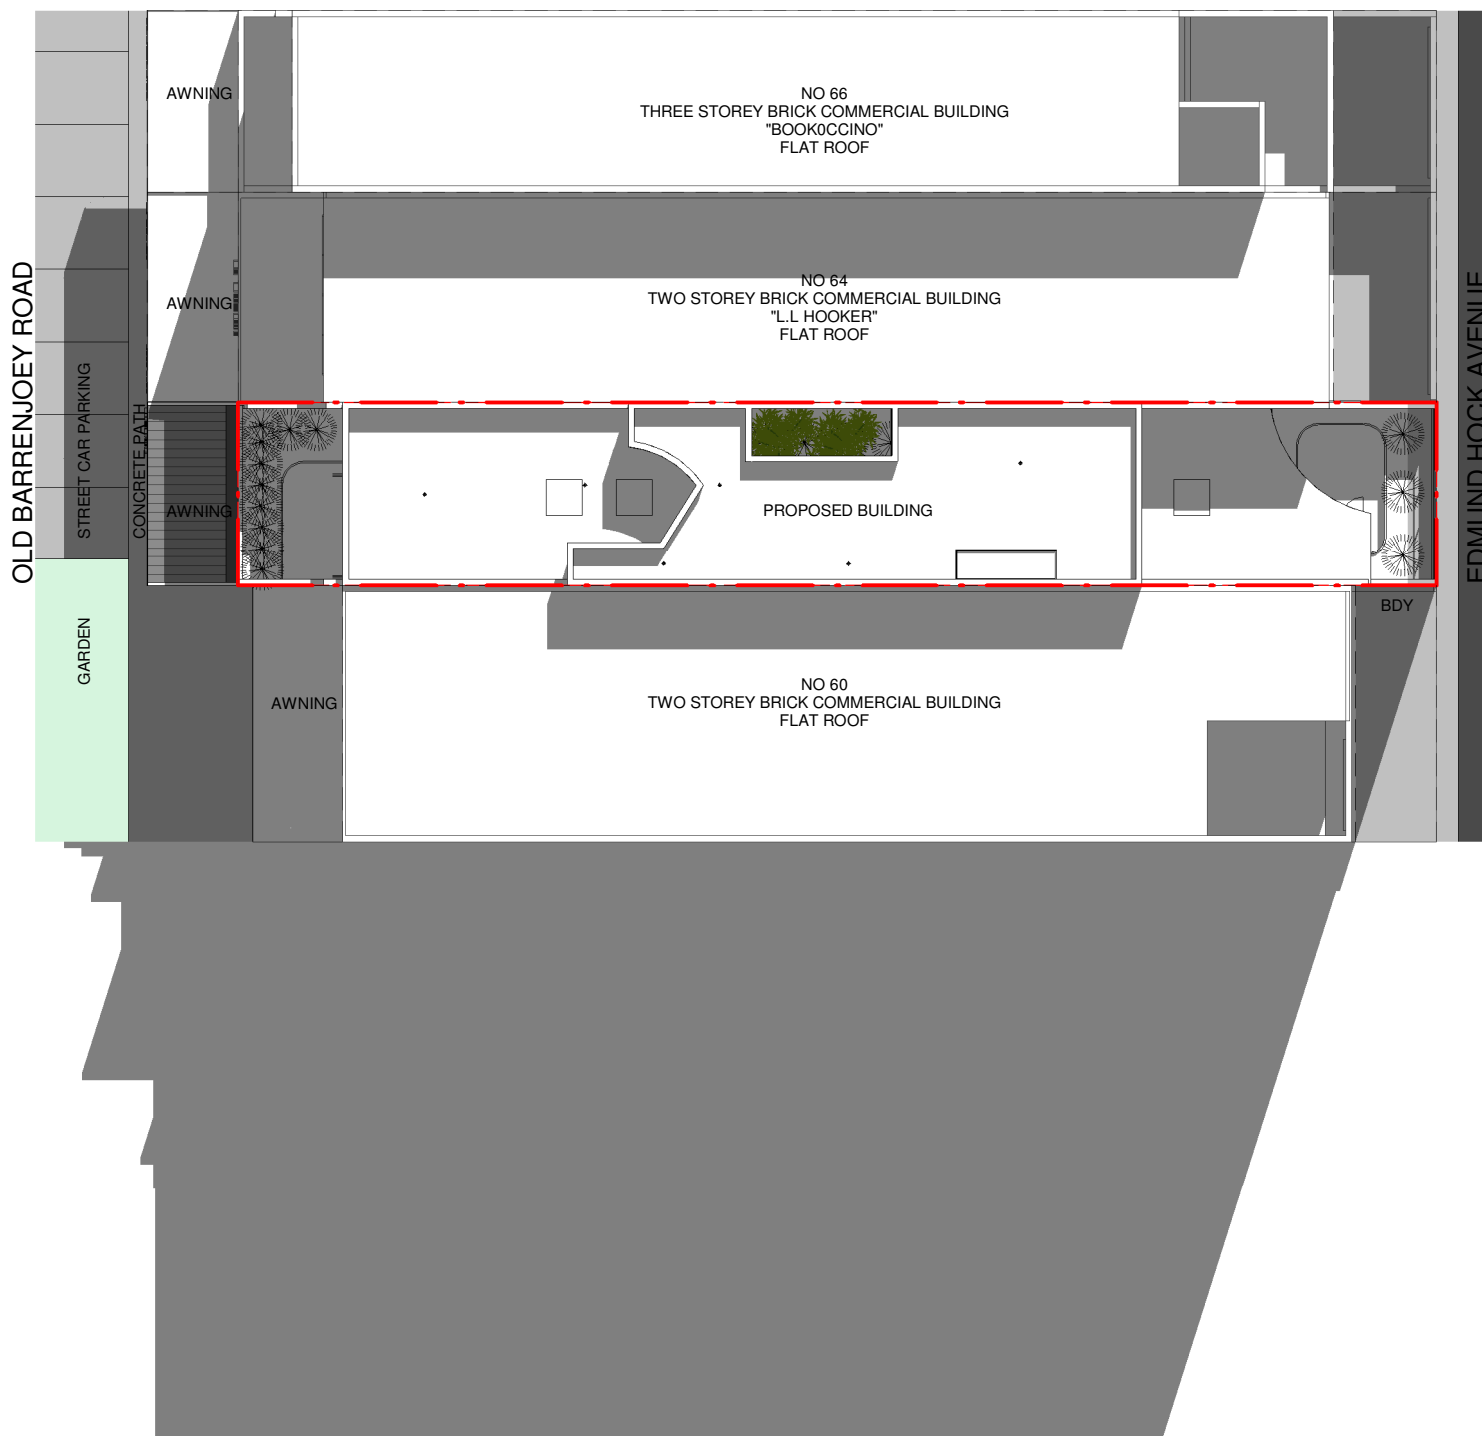 AWNING
NO 66
THREE STOREY BRICK COMMERCIAL BUILDING
"BOOK0CCINO"
FLAT ROOF
OLD BARRENJOEY ROAD
STREET CAR PARKING
CONCRETE PATH
AWNING
NO 64
TWO STOREY BRICK COMMERCIAL BUILDING
"L.L HOOKER"
FLAT ROOF
EDMUND HOCK AVENUE
AWNING
PROPOSED BUILDING
BDY
GARDEN
AWNING
NO 60
TWO STOREY BRICK COMMERCIAL BUILDING
FLAT ROOF